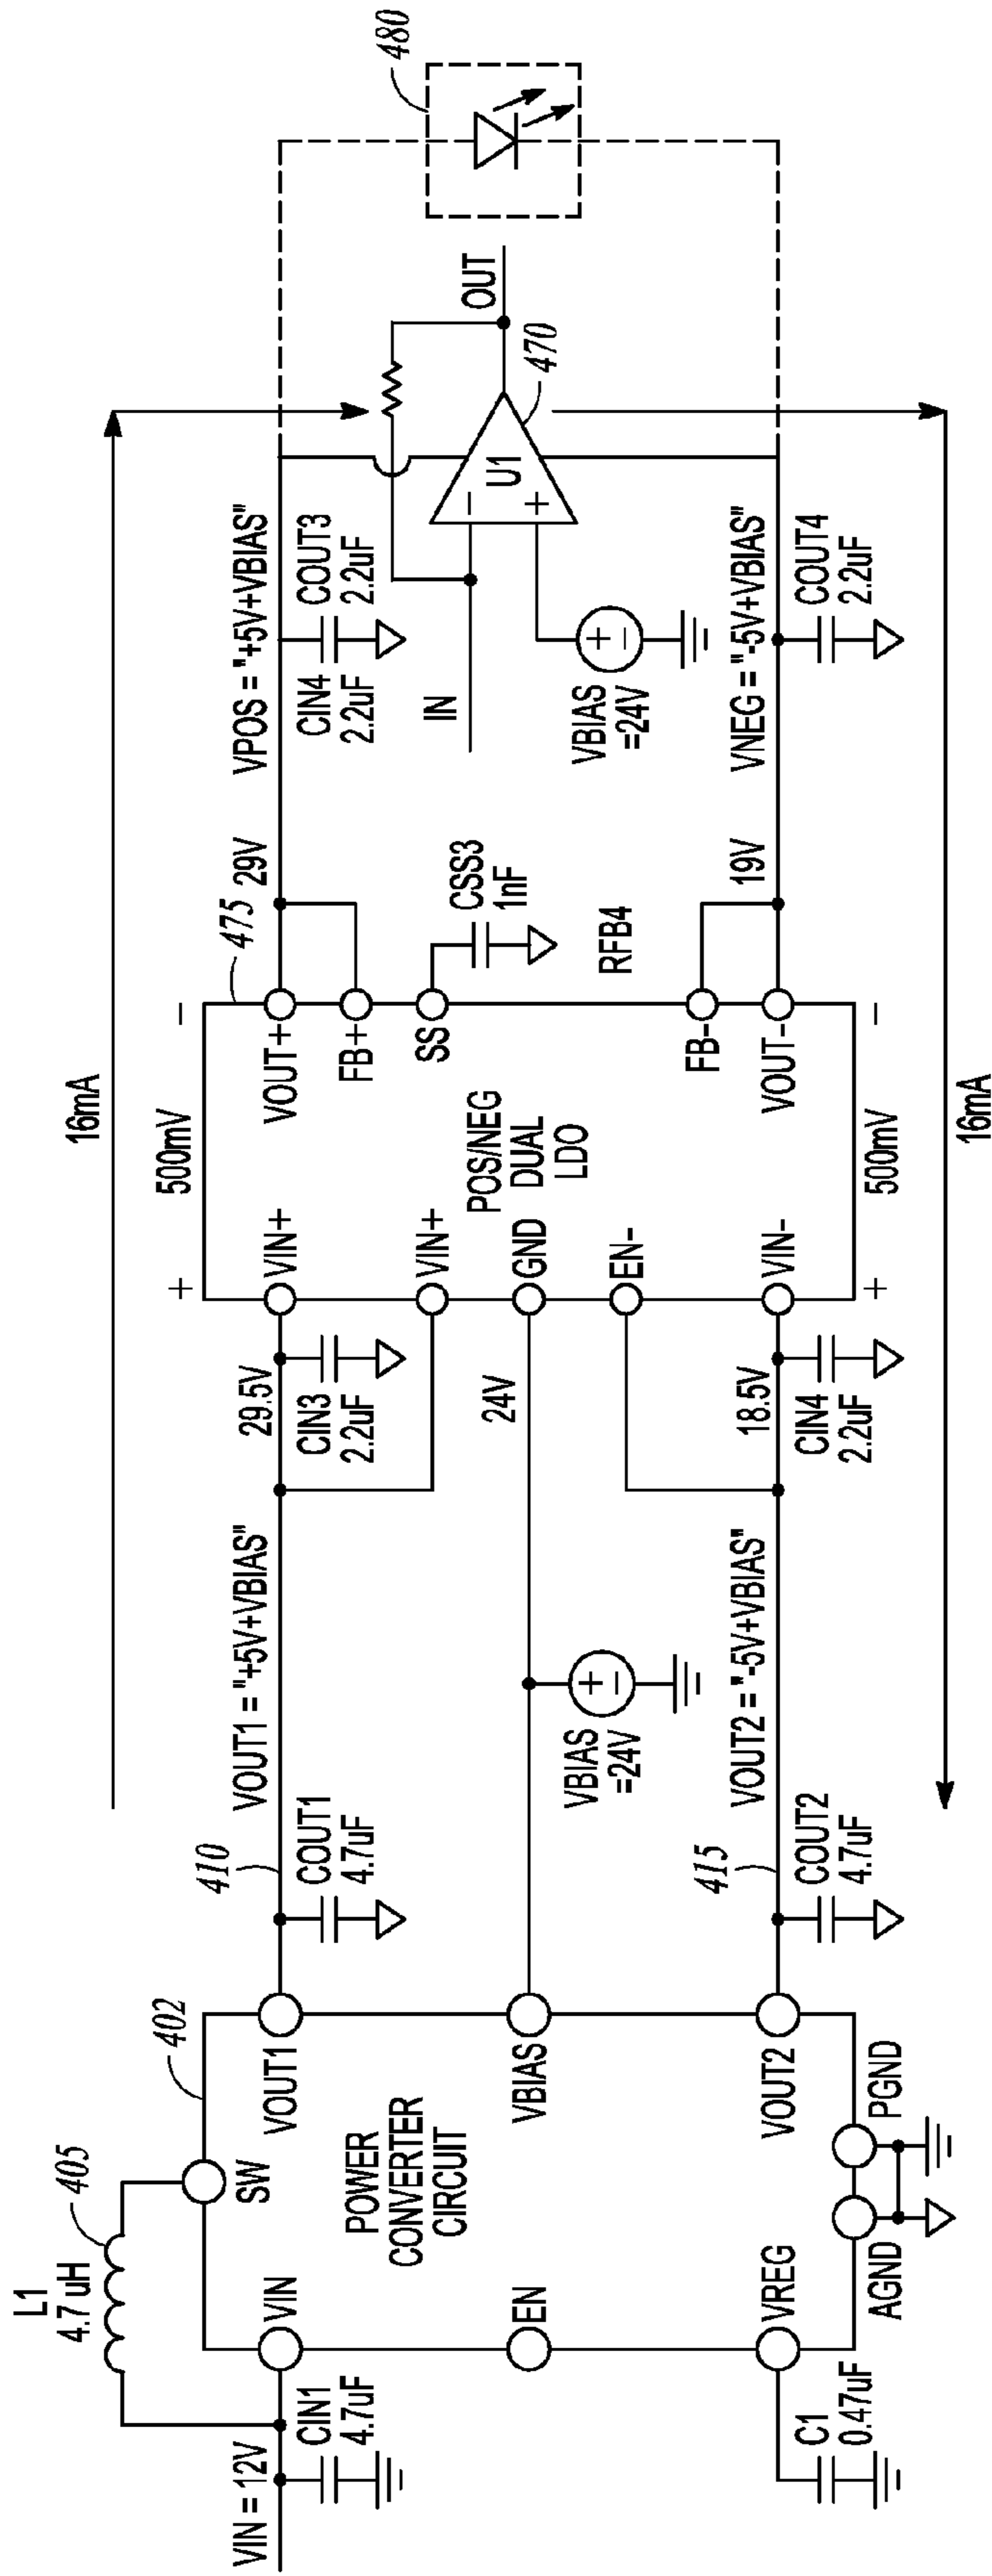 L1
4.7 uH
405
VIN = 12V
CIN1
4.7uF
VIN
SW
402
EN
VREG
C1
0.47uF
POWER
CONVERTER
CIRCUIT
AGND
PGND
VOUT1
VBIAS
VOUT2
410
COUT1
4.7uF
VOUT1 = "+5V+VBIAS"
VBIAS
=24V
+
−
415
COUT2
4.7uF
VOUT2 = "-5V+VBIAS"
16mA
29.5V
CIN3
2.2uF
24V
18.5V
CIN4
2.2uF
+
500mV
−
475
VIN+
VIN+
GND
EN-
VIN-
POS/NEG
DUAL
LDO
VOUT+
FB+
SS
FB-
VOUT-
+
500mV
−
16mA
29V
CSS3
1nF
RFB4
19V
VPOS = "+5V+VBIAS"
CIN4
2.2uF
COUT3
2.2uF
IN
VBIAS
=24V
+
−
VNEG = "-5V+VBIAS"
COUT4
2.2uF
−
+
U1
470
OUT
480